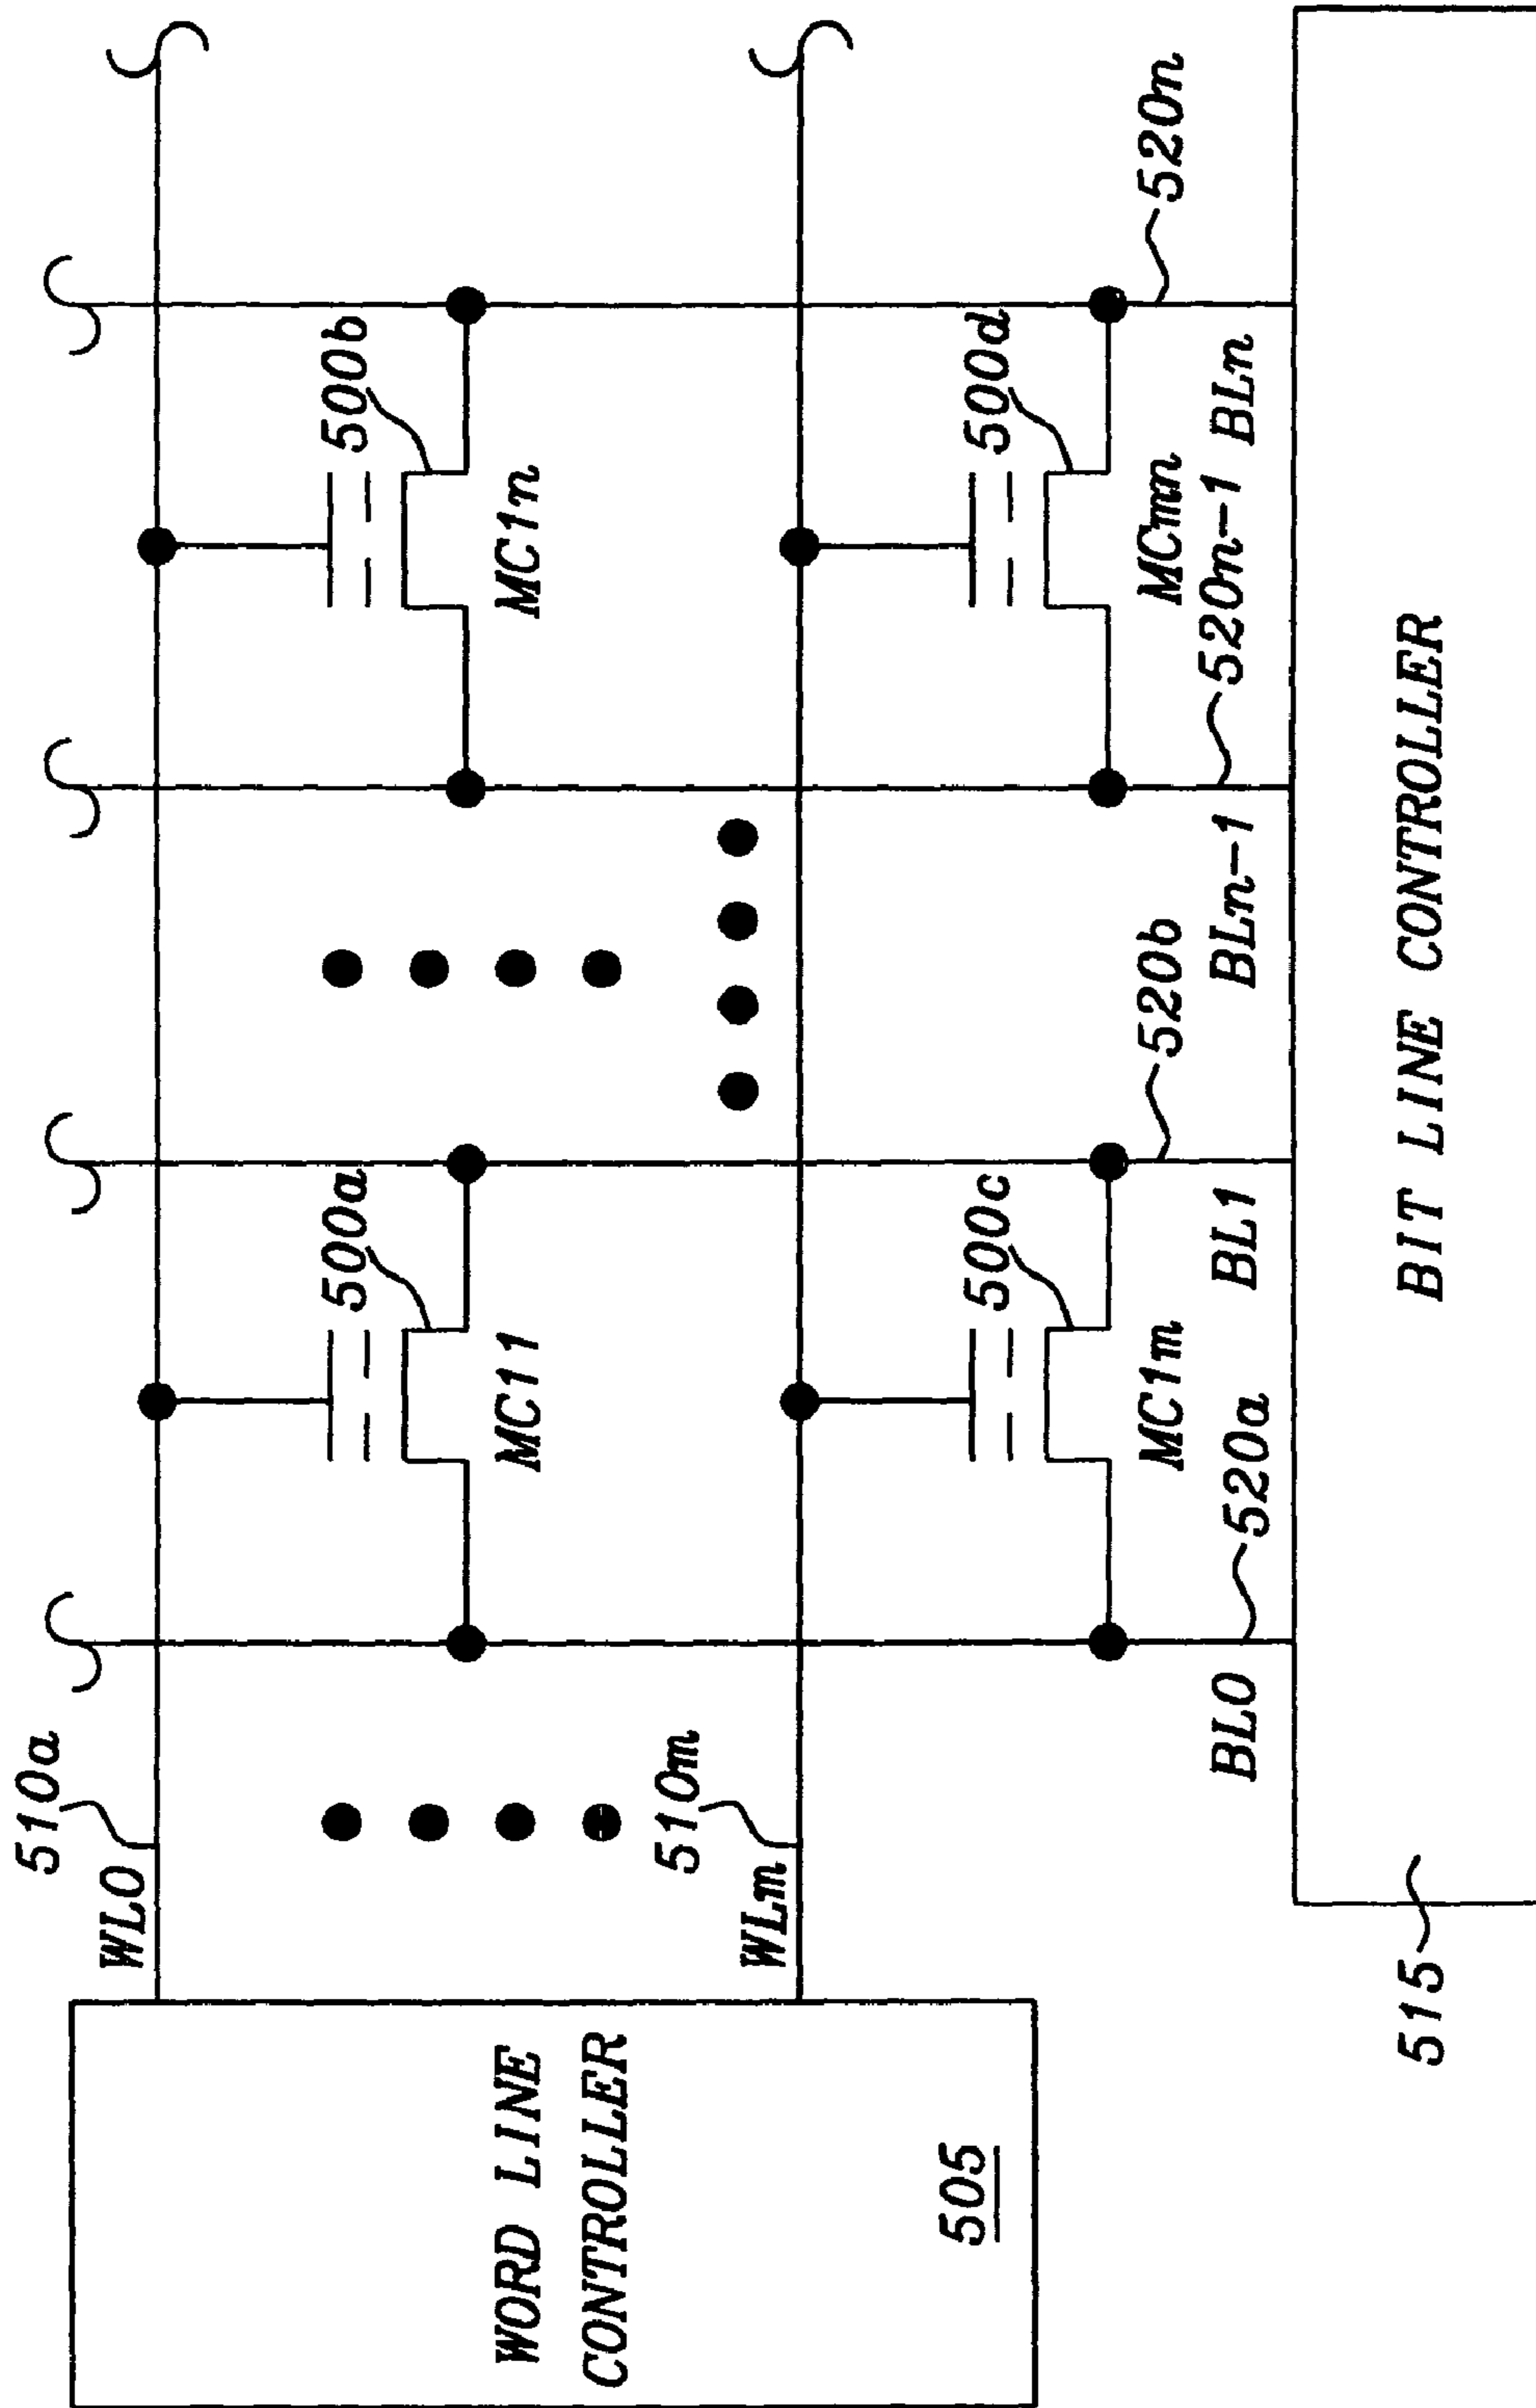 510a
WL0
500a
500b
MC11
MC1n
WORD LINE
CONTROLLER
505
510m
WLm
500c
500d
MC1m
MCmn
520a
520b
520n-1
520n
BL0
BL1
BLn-1
BLn
515
BIT LINE CONTROLLER